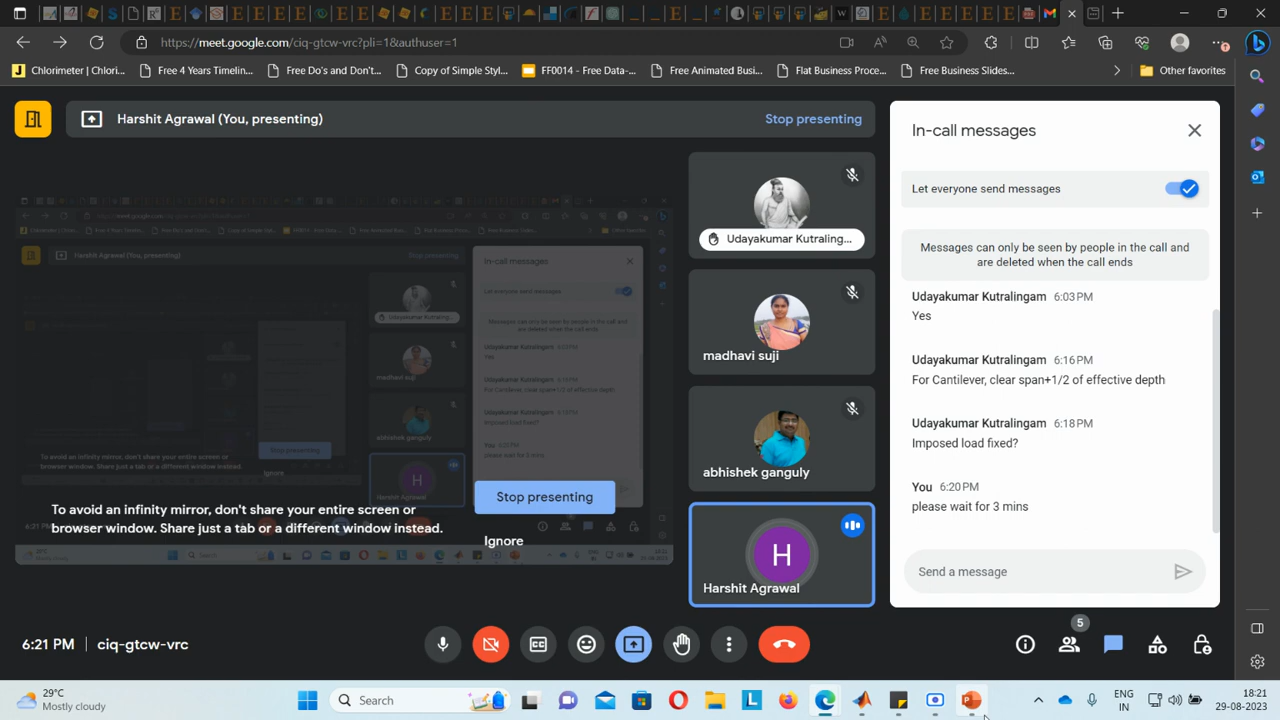 https://meet.google.com/ciq-gtcw-vrc?pli=1&authuser=1
Chlorimeter | Chlori...
Free 4 Years Timelin...
Free Do's and Don't...
Copy of Simple Styl...
FF0014 - Free Data-...
Free Animated Busi...
Flat Business Proce...
Free Business Slides...
Other favorites
Harshit Agrawal (You, presenting)
Stop presenting
In-call messages
Let everyone send messages
Messages can only be seen by people in the call and
are deleted when the call ends
Udayakumar Kutralingam 6:03 PM
Yes
Udayakumar Kutralingam 6:16 PM
For Cantilever, clear span+1/2 of effective depth
Udayakumar Kutralingam 6:18 PM
Imposed load fixed?
You 6:20 PM
please wait for 3 mins
Send a message
Udayakumar Kutraling...
madhavi suji
abhishek ganguly
H
Harshit Agrawal
To avoid an infinity mirror, don't share your entire screen or
browser window. Share just a tab or a different window instead.
Stop presenting
Ignore
6:21 PM | ciq-gtcw-vrc
5
29°C
Mostly cloudy
Search
ENG
IN
18:21
29-08-2023